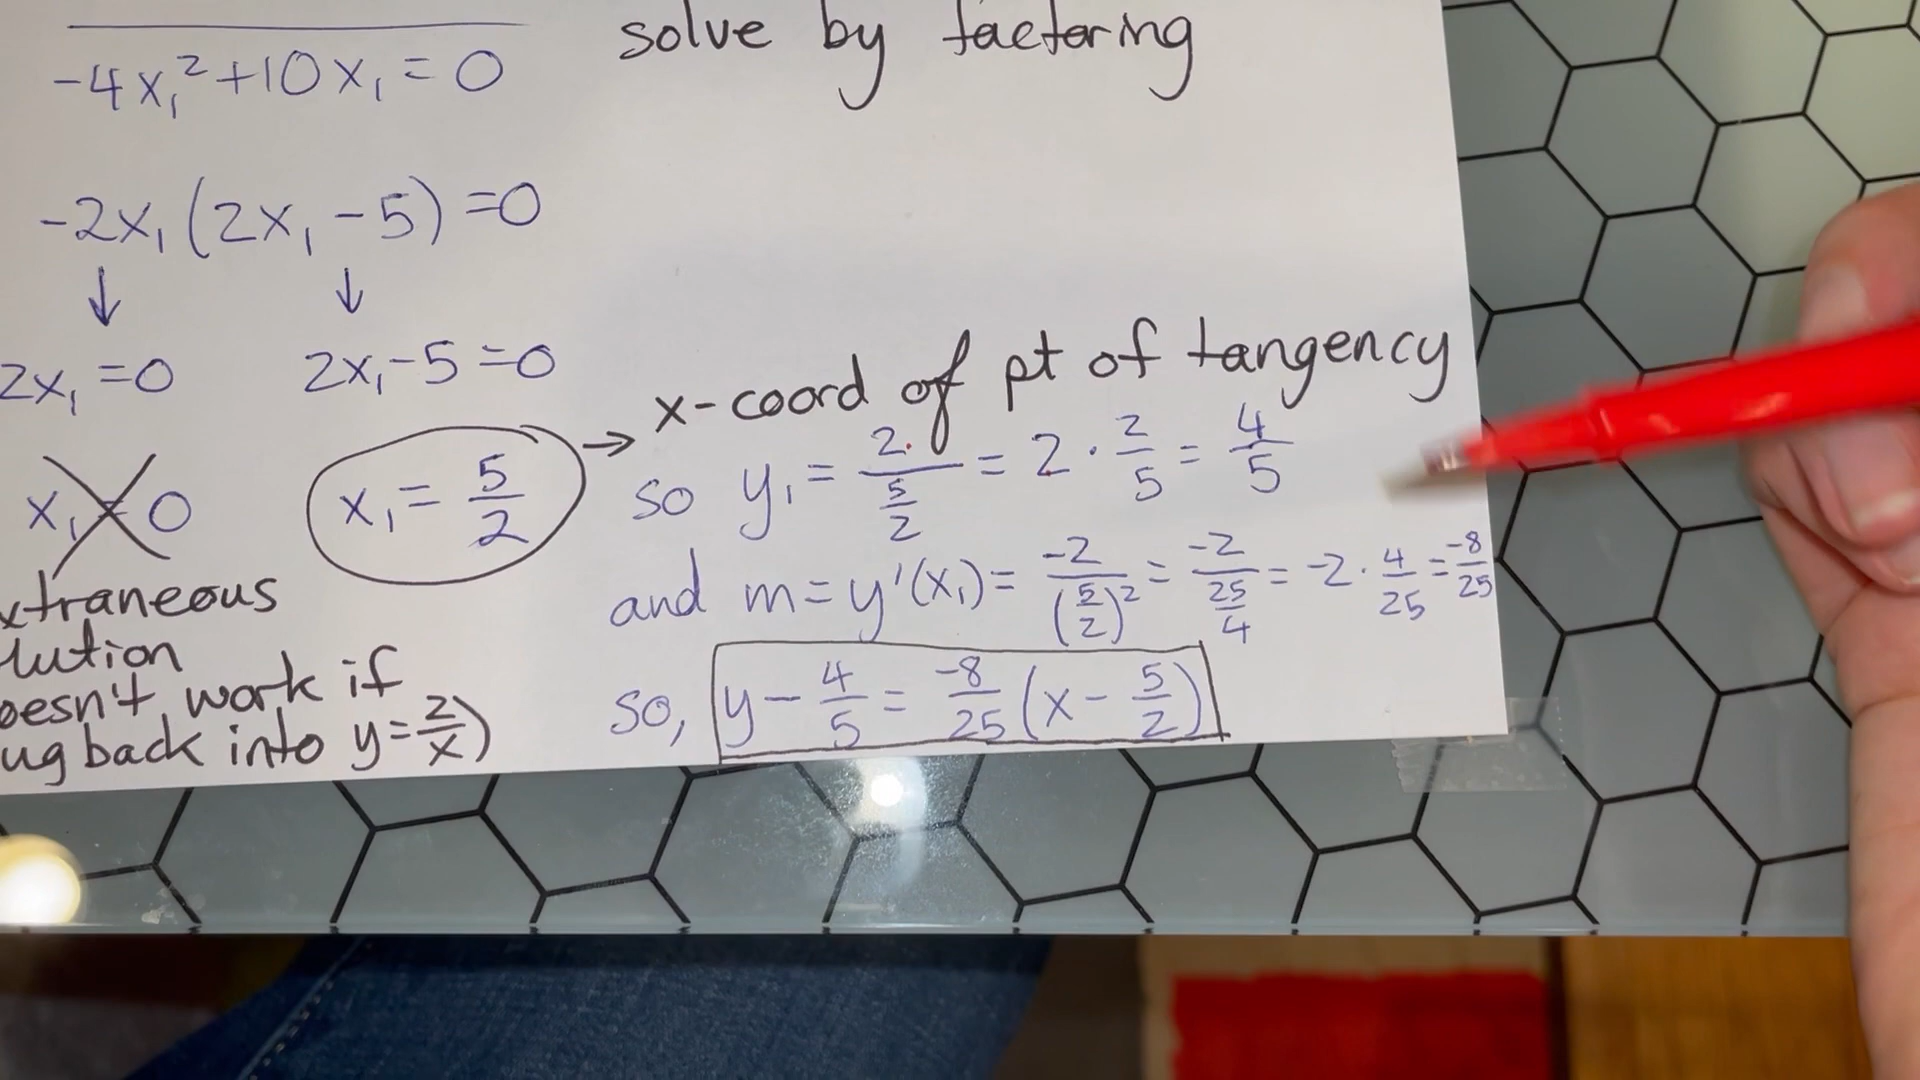 solve by factoring
-4x₁²+10x₁=0
-2x₁(2x₁-5)=0
↓ ↓
2x₁=0 2x₁-5=0
→ x-coord of pt of tangency
x₁=0 x₁=5/2
so y₁=2/(5/2)=2·2/5=4/5
and m=y'(x₁)=-2/(5/2)²=-2/(25/4)=-2·4/25=-8/25
so, y-4/5=-8/25(x-5/2)
xtraneous
lution
oesn't work if
ug back into y=2/x)